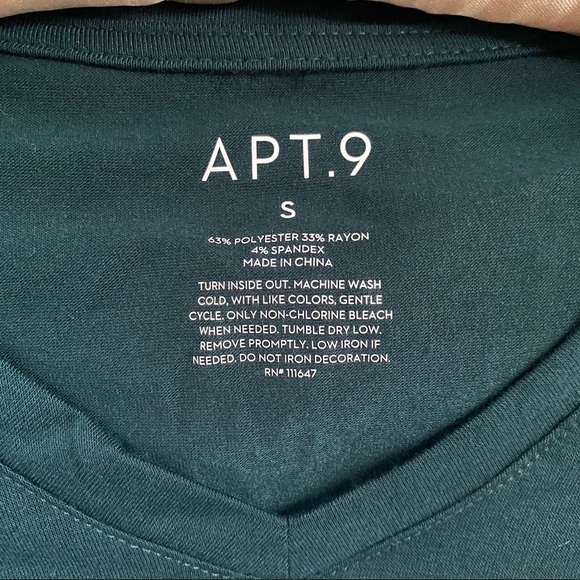 APT.9
S
63% POLYESTER 33% RAYON
4% SPANDEX
MADE IN CHINA
TURN INSIDE OUT. MACHINE WASH
COLD, WITH LIKE COLORS, GENTLE
CYCLE. ONLY NON-CHLORINE BLEACH
WHEN NEEDED. TUMBLE DRY LOW.
REMOVE PROMPTLY. LOW IRON IF
NEEDED. DO NOT IRON DECORATION.
RN# 111647